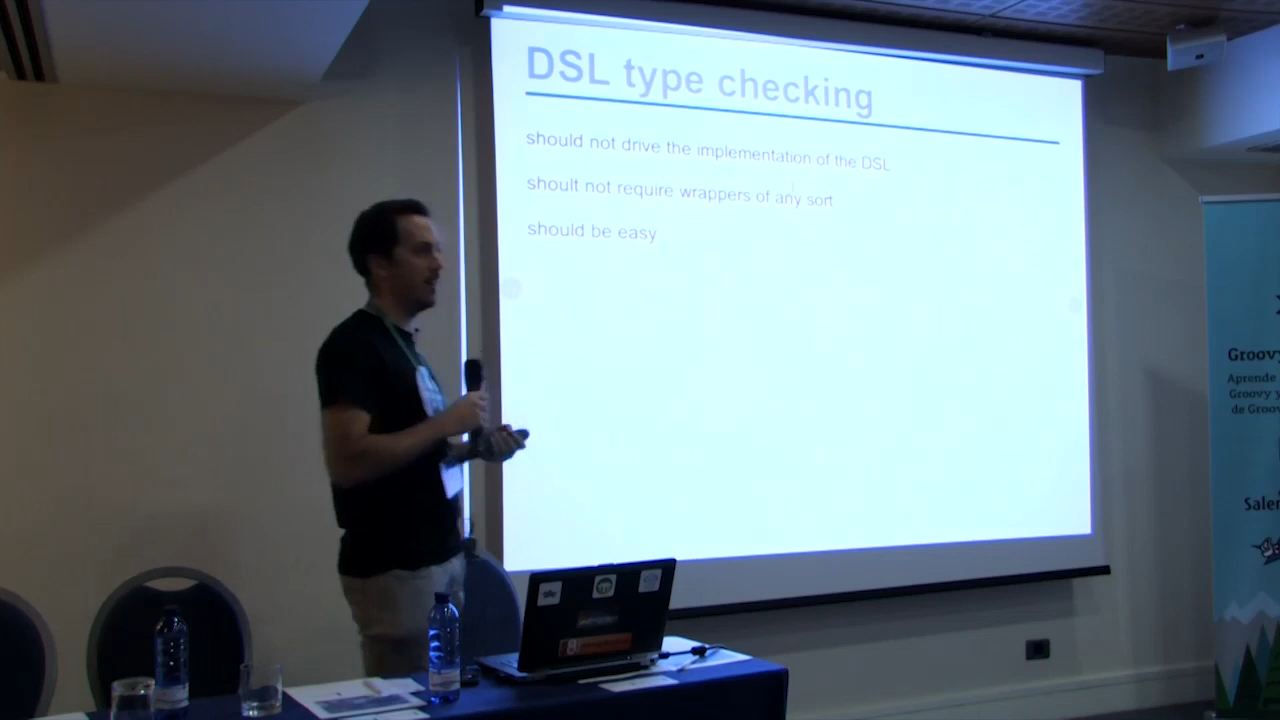 DSL type checking
should not drive the implementation of the DSL
shoult not require wrappers of any sort
should be easy
Groovy
Aprende
Groovy y
de Groov
Salen